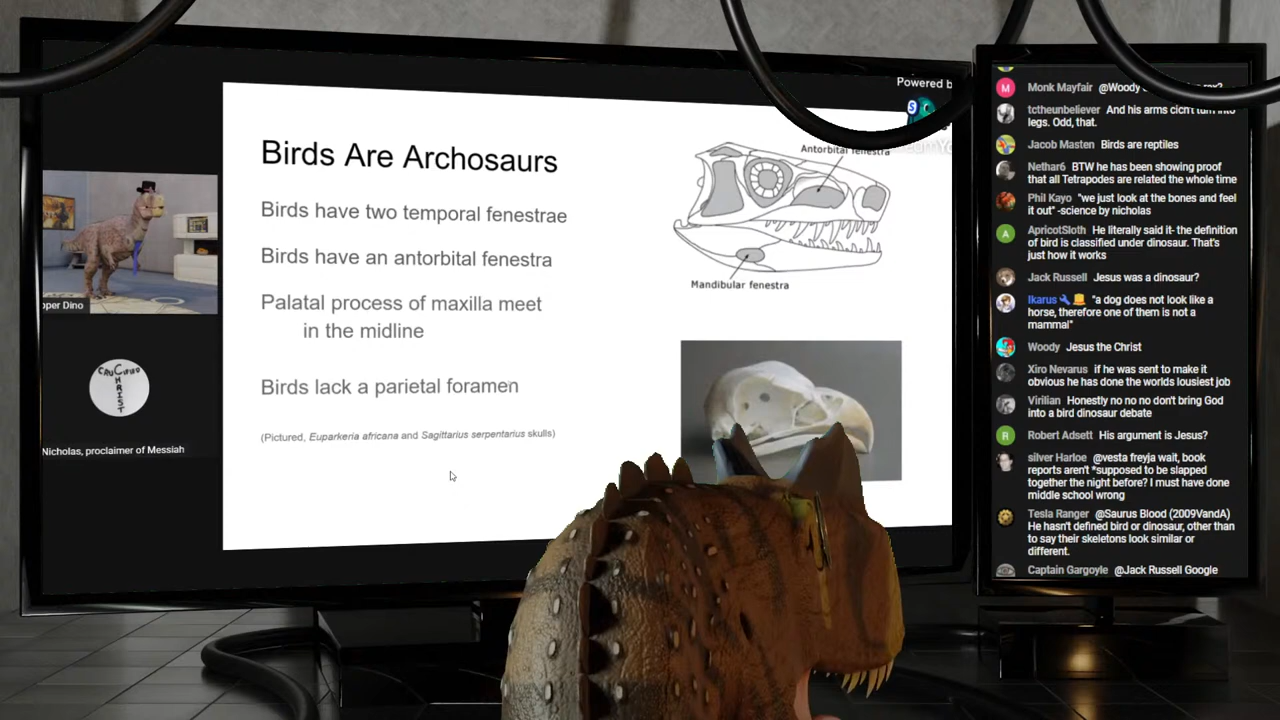 Powered b
Birds Are Archosaurs
Birds have two temporal fenestrae
Birds have an antorbital fenestra
Palatal process of maxilla meet
in the midline
Birds lack a parietal foramen
(Pictured, Euparkeria africana and Sagittarius serpentarius skulls)
Antorbital fenestra
Mandibular fenestra
pper Dino
CRUCIFIED
CHRIST
Nicholas, proclaimer of Messiah
Monk Mayfair @Woody
tctheunbeliever And his arms cicn't turn into
legs. Odd, that.
Jacob Masten Birds are reptiles
Nethar6 BTW he has been showing proof
that all Tetrapodes are related the whole time
Phil Kayo "we just look at the bones and feel
it out" -science by nicholas
ApricotSloth He literally said it- the definition
of bird is classified under dinosaur. That's
just how it works
Jack Russell Jesus was a dinosaur?
Ikarus "a dog does not look like a
horse, therefore one of them is not a
mammal"
Woody Jesus the Christ
Xiro Nevarus if he was sent to make it
obvious he has done the worlds lousiest job
Virilian Honestly no no no don't bring God
into a bird dinosaur debate
Robert Adsett His argument is Jesus?
silver Harloe @vesta freyja wait, book
reports aren't *supposed to be slapped
together the night before? I must have done
middle school wrong
Tesla Ranger @Saurus Blood (2009VandA)
He hasn't defined bird or dinosaur, other than
to say their skeletons look similar or
different.
Captain Gargoyle @Jack Russell Google